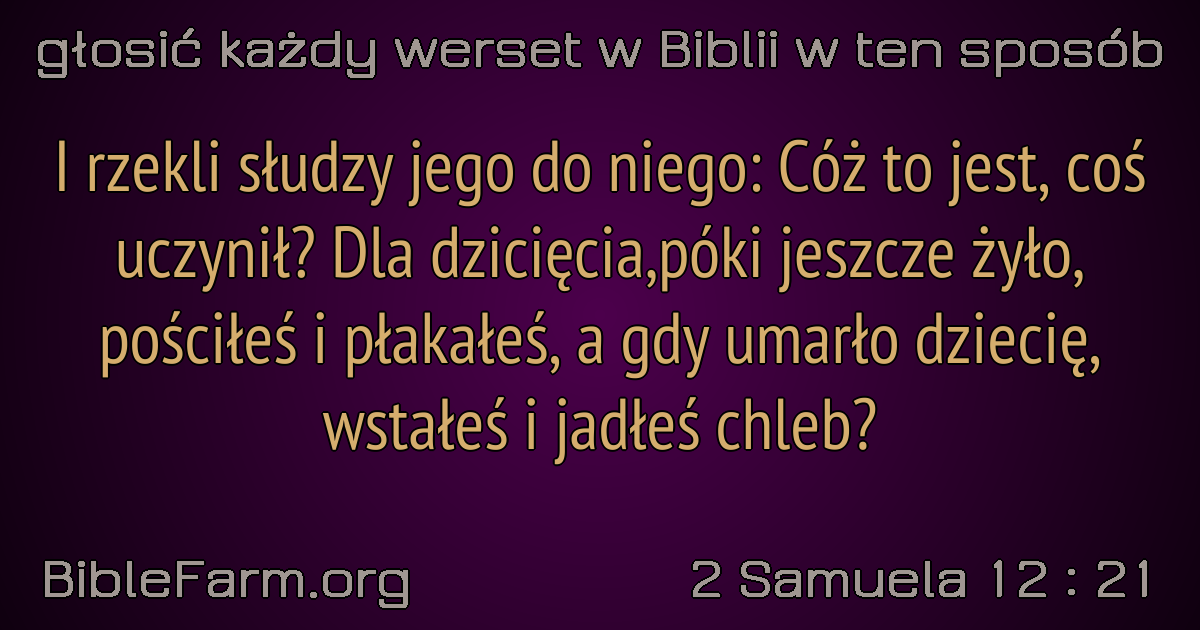 głosić każdy werset w Biblii w ten sposób
I rzekli słudzy jego do niego: Cóż to jest, coś
uczynił? Dla dzicięcia,póki jeszcze żyło,
pościłeś i płakałeś, a gdy umarło dziecię,
wstałeś i jadłeś chleb?
BibleFarm.org
2 Samuela 12 : 21